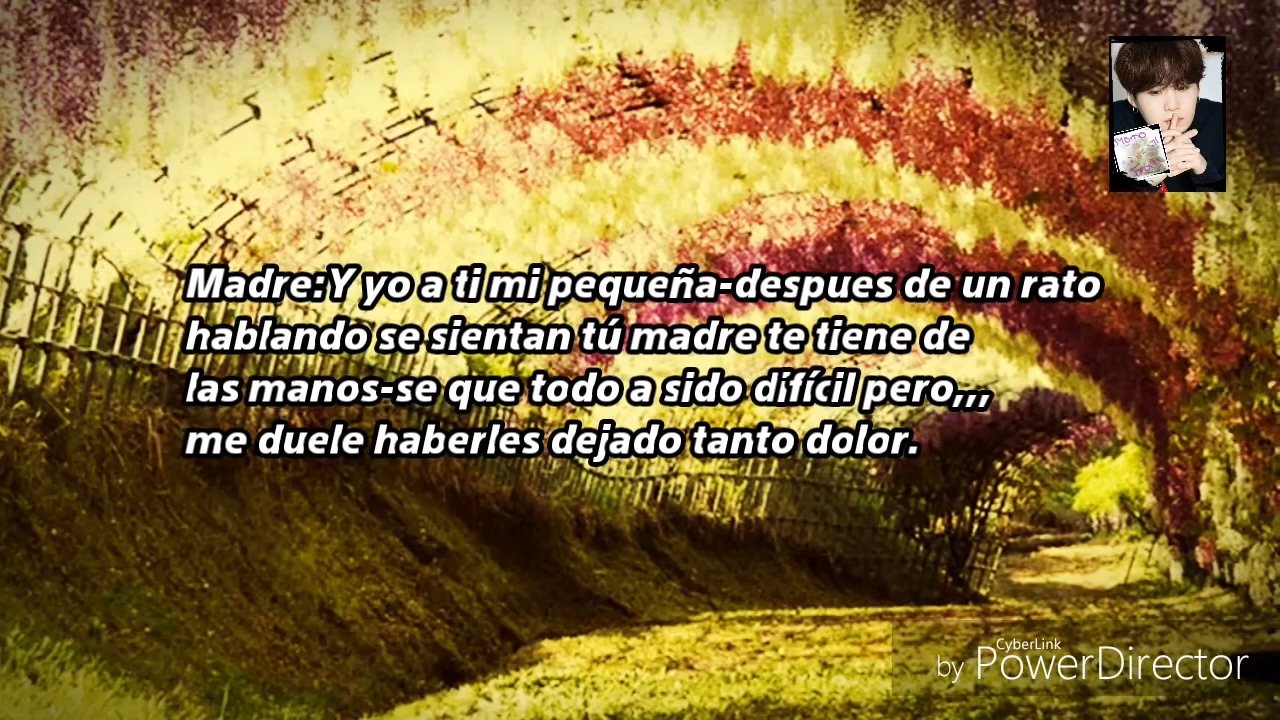 Madre:Y yo a ti mi pequeña-despues de un rato
hablando se sientan tú madre te tiene de
las manos-se que todo a sido difícil pero,,,
me duele haberles dejado tanto dolor.
CyberLink
by PowerDirector